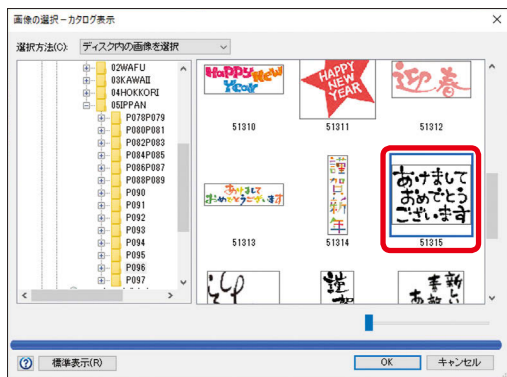 画像の選択－カタログ表示
選択方法(C):
ディスク内の画像を選択
02WAFU
03KAWAII
04HOKKORI
05IPPAN
P078P079
P080P081
P082P083
P084P085
P086P087
P088P089
P090
P091
P092
P093
P094
P095
P096
P097
HAPPY NEW
YeaR
51310
HAPPY
NEW
YEAR
51311
迎春
51312
あけまして
おめでとうございます
51313
謹賀新年
51314
あけまして
おめでとう
ございます
51315
標準表示(R)
OK
キャンセル